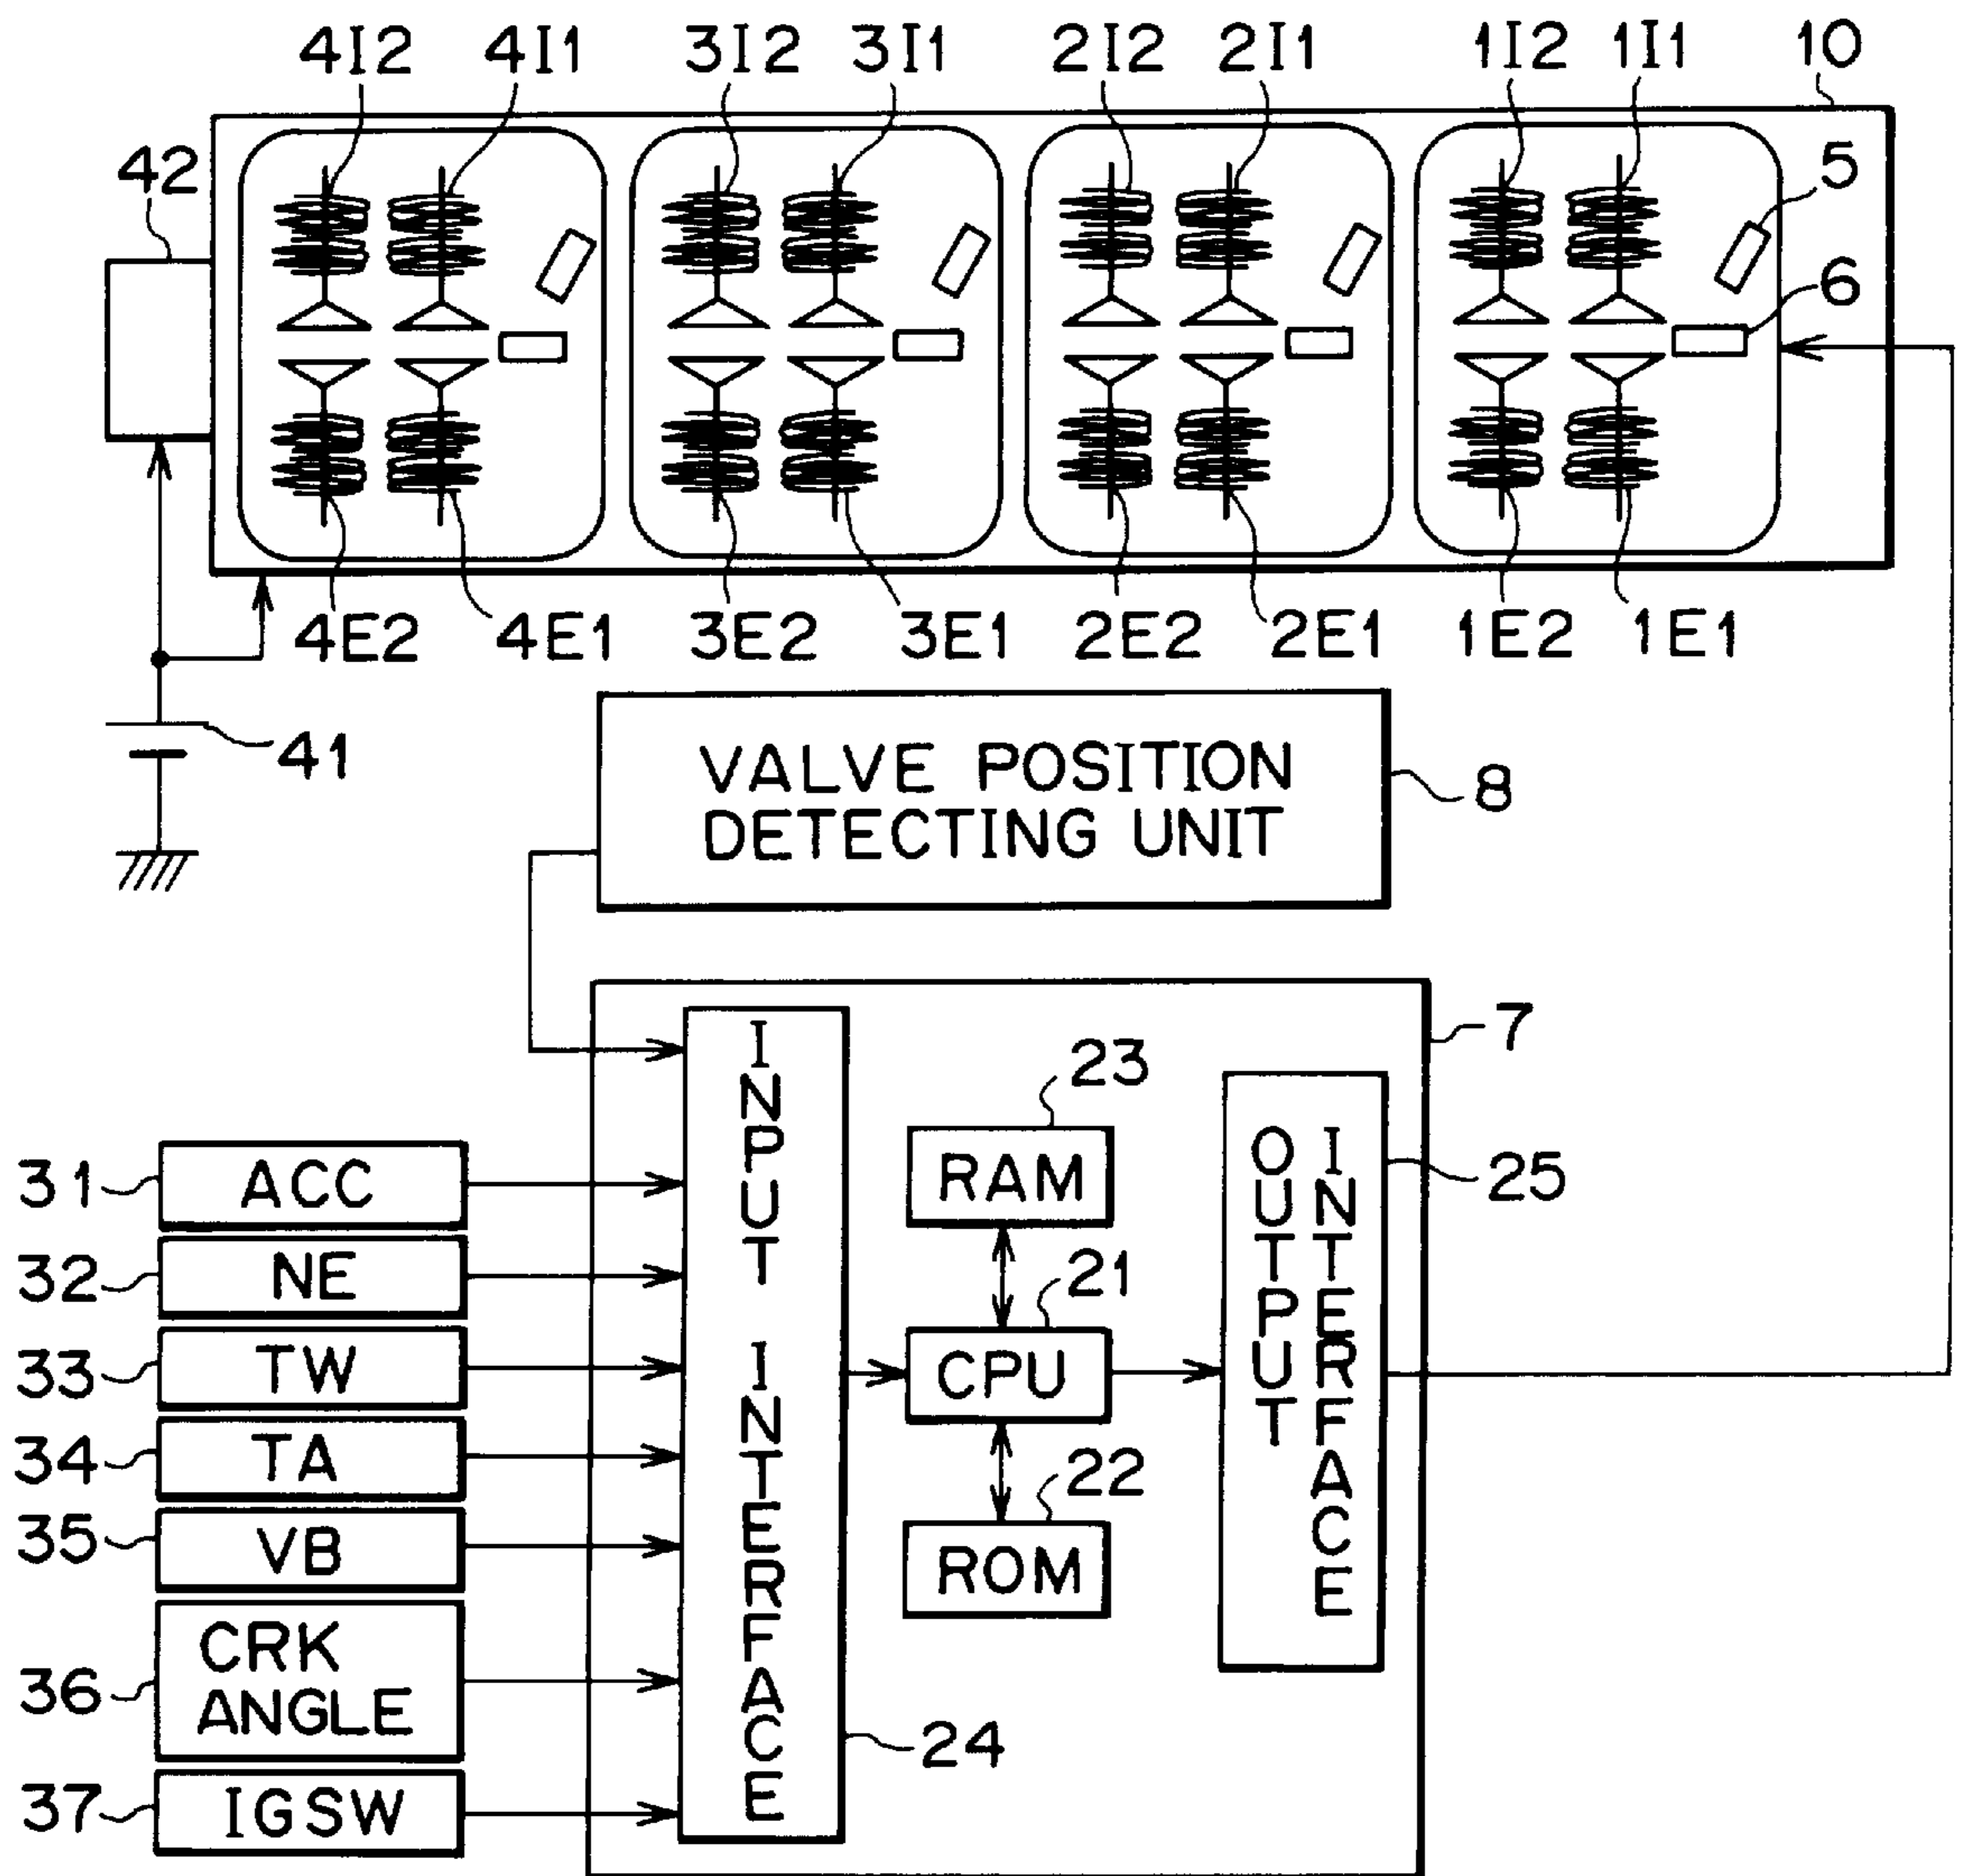 4I2 4I1 3I2 3I1 2I2 2I1 1I2 1I1 10
42
5
6
4E2 4E1 3E2 3E1 2E2 2E1 1E2 1E1
41
VALVE POSITION
DETECTING UNIT
8
7
INPUT INTERFACE
24
23
RAM
21
CPU
22
ROM
OUTPUT
INTERFACE
25
31 ACC
32 NE
33 TW
34 TA
35 VB
36 CRK
ANGLE
37 IGSW